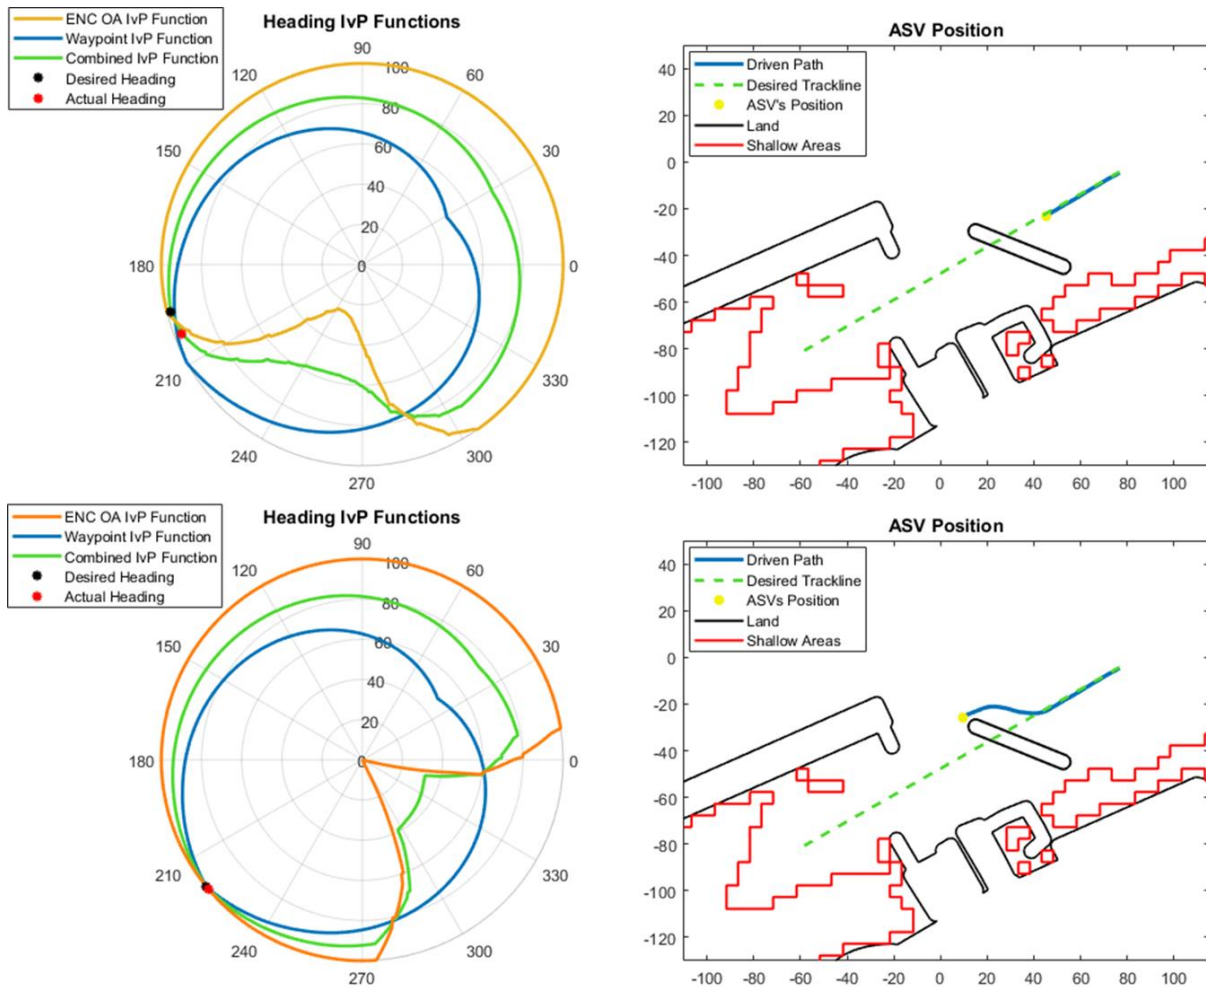 Heading IvP Functions
ENC OA IvP Function
Waypoint IvP Function
Combined IvP Function
Desired Heading
Actual Heading
90
120
100
60
80
150
30
60
40
20
180
0
0
210
330
240
300
270
ASV Position
Driven Path
Desired Trackline
ASV's Position
Land
Shallow Areas
40
20
0
-20
-40
-60
-80
-100
-120
-100 -80 -60 -40 -20 0 20 40 60 80 100
Heading IvP Functions
ENC OA IvP Function
Waypoint IvP Function
Combined IvP Function
Desired Heading
Actual Heading
90
120
100
60
80
150
30
60
40
20
180
0
0
210
330
240
300
270
ASV Position
Driven Path
Desired Trackline
ASVs Position
Land
Shallow Areas
40
20
0
-20
-40
-60
-80
-100
-120
-100 -80 -60 -40 -20 0 20 40 60 80 100